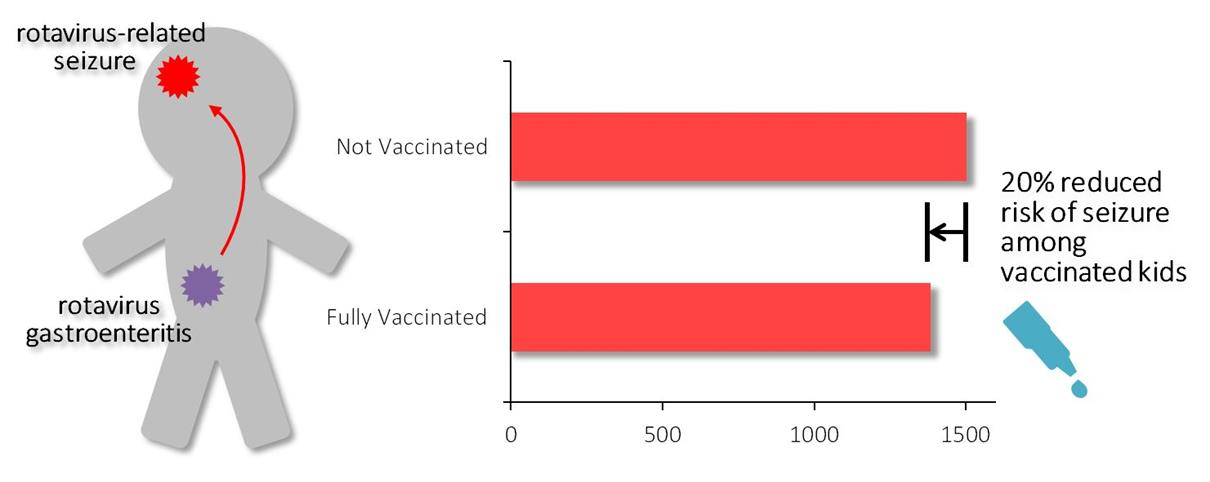 rotavirus-related
seizure
rotavirus
gastroenteritis
Not Vaccinated
Fully Vaccinated
0
500
1000
1500
20% reduced
risk of seizure
among
vaccinated kids